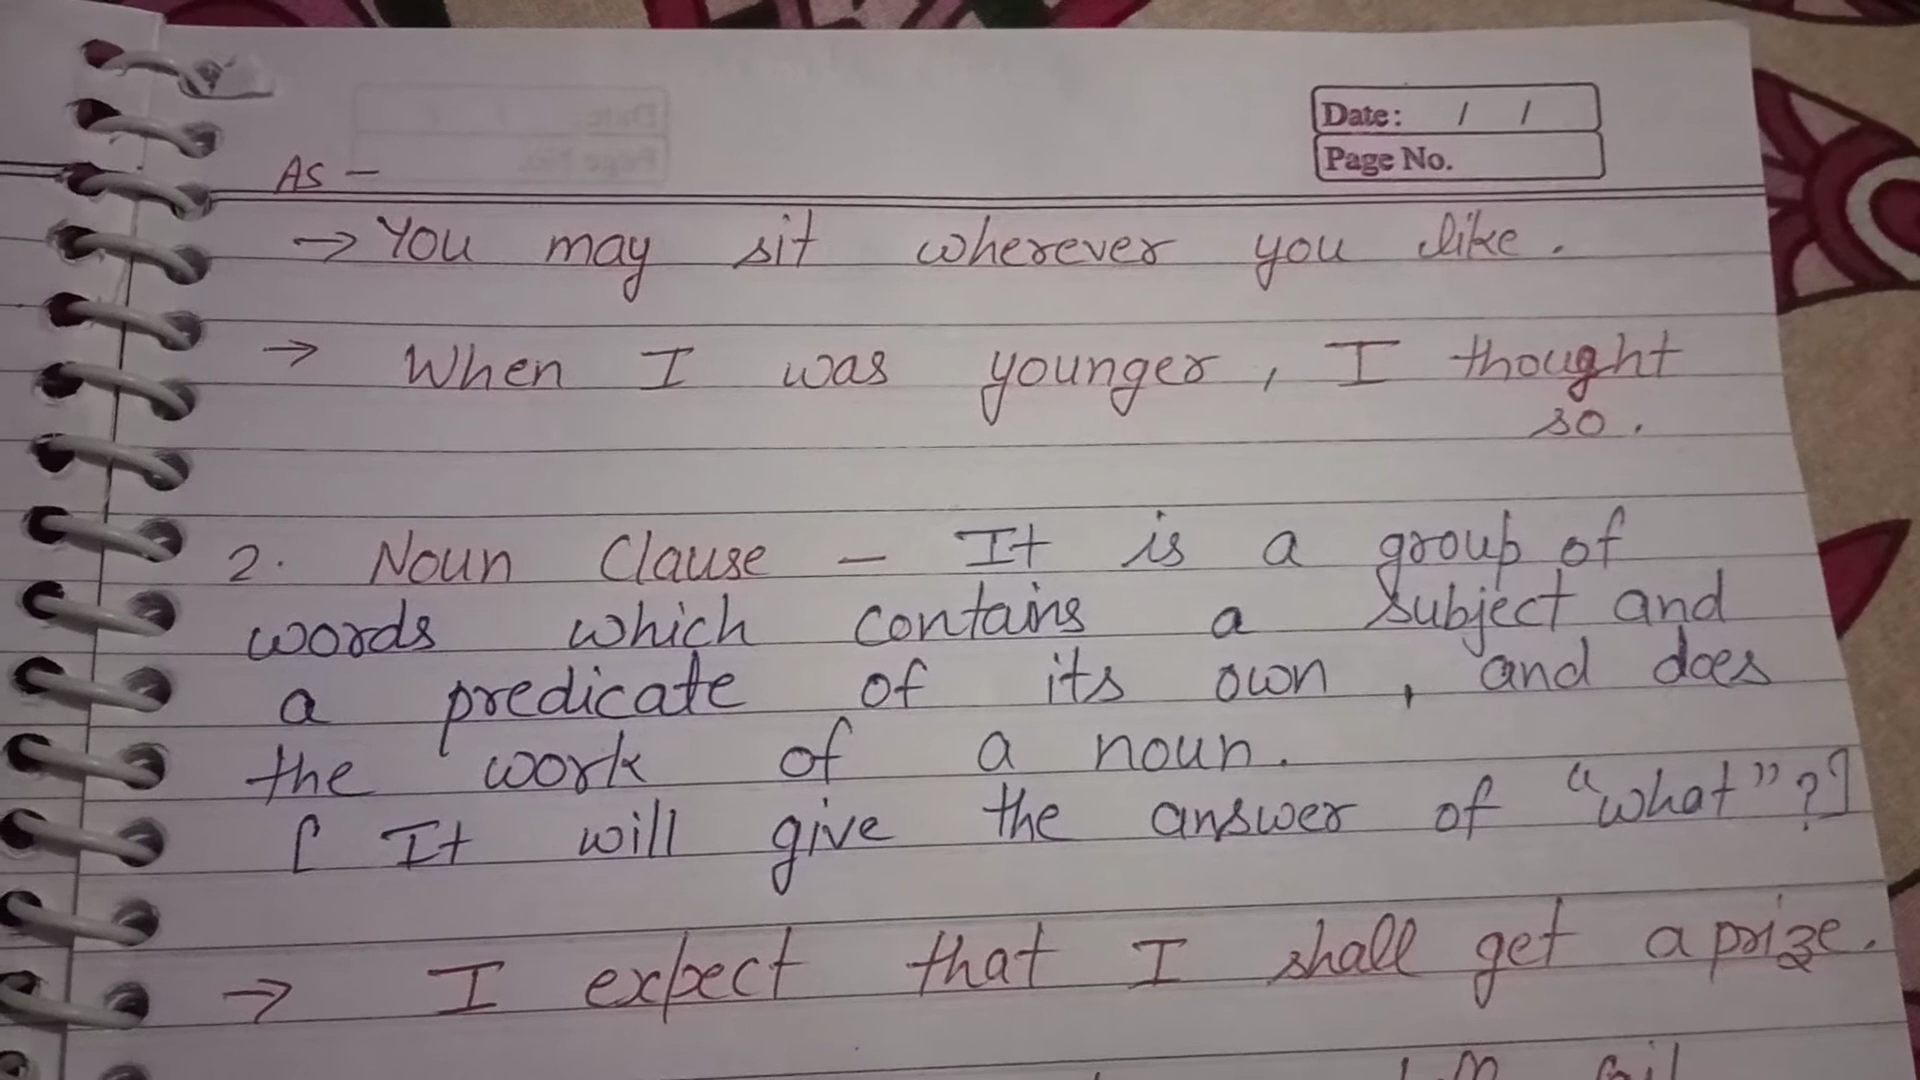 Date: / /
Page No.
As -
→ You may sit wherever you like.
→ When I was younger, I thought
so.
2. Noun Clause - It is a group of
words which contains a subject and
a predicate of its own, and does
the work of a noun.
[ It will give the answer of "what"?]
→ I expect that I shall get a prize.